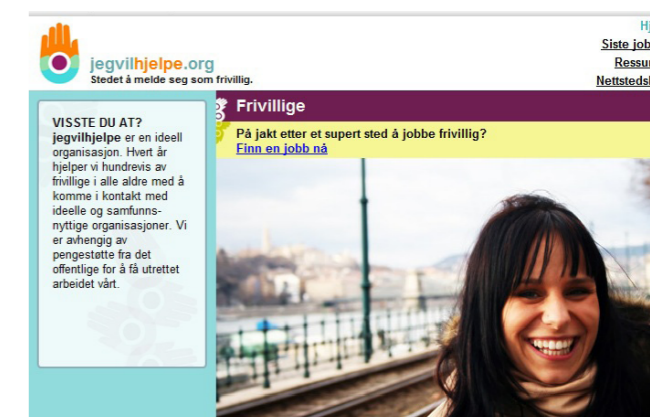 jegvilhjelpe.org
Stedet å melde seg som frivillig.
Siste
VISSTE DU AT?
jegvilhjelpe er en ideell
organisasjon. Hvert år
hjelper vi hundrevis av
frivillige i alle aldre med å
komme i kontakt med
ideelle og samfunns-
nyttige organisasjoner. Vi
er avhengig av
pengestøtte fra det
offentlige for å få utrettet
arbeidet vårt.
Frivillige
På jakt etter et supert sted å jobbe frivillig?
Finn en jobb nå